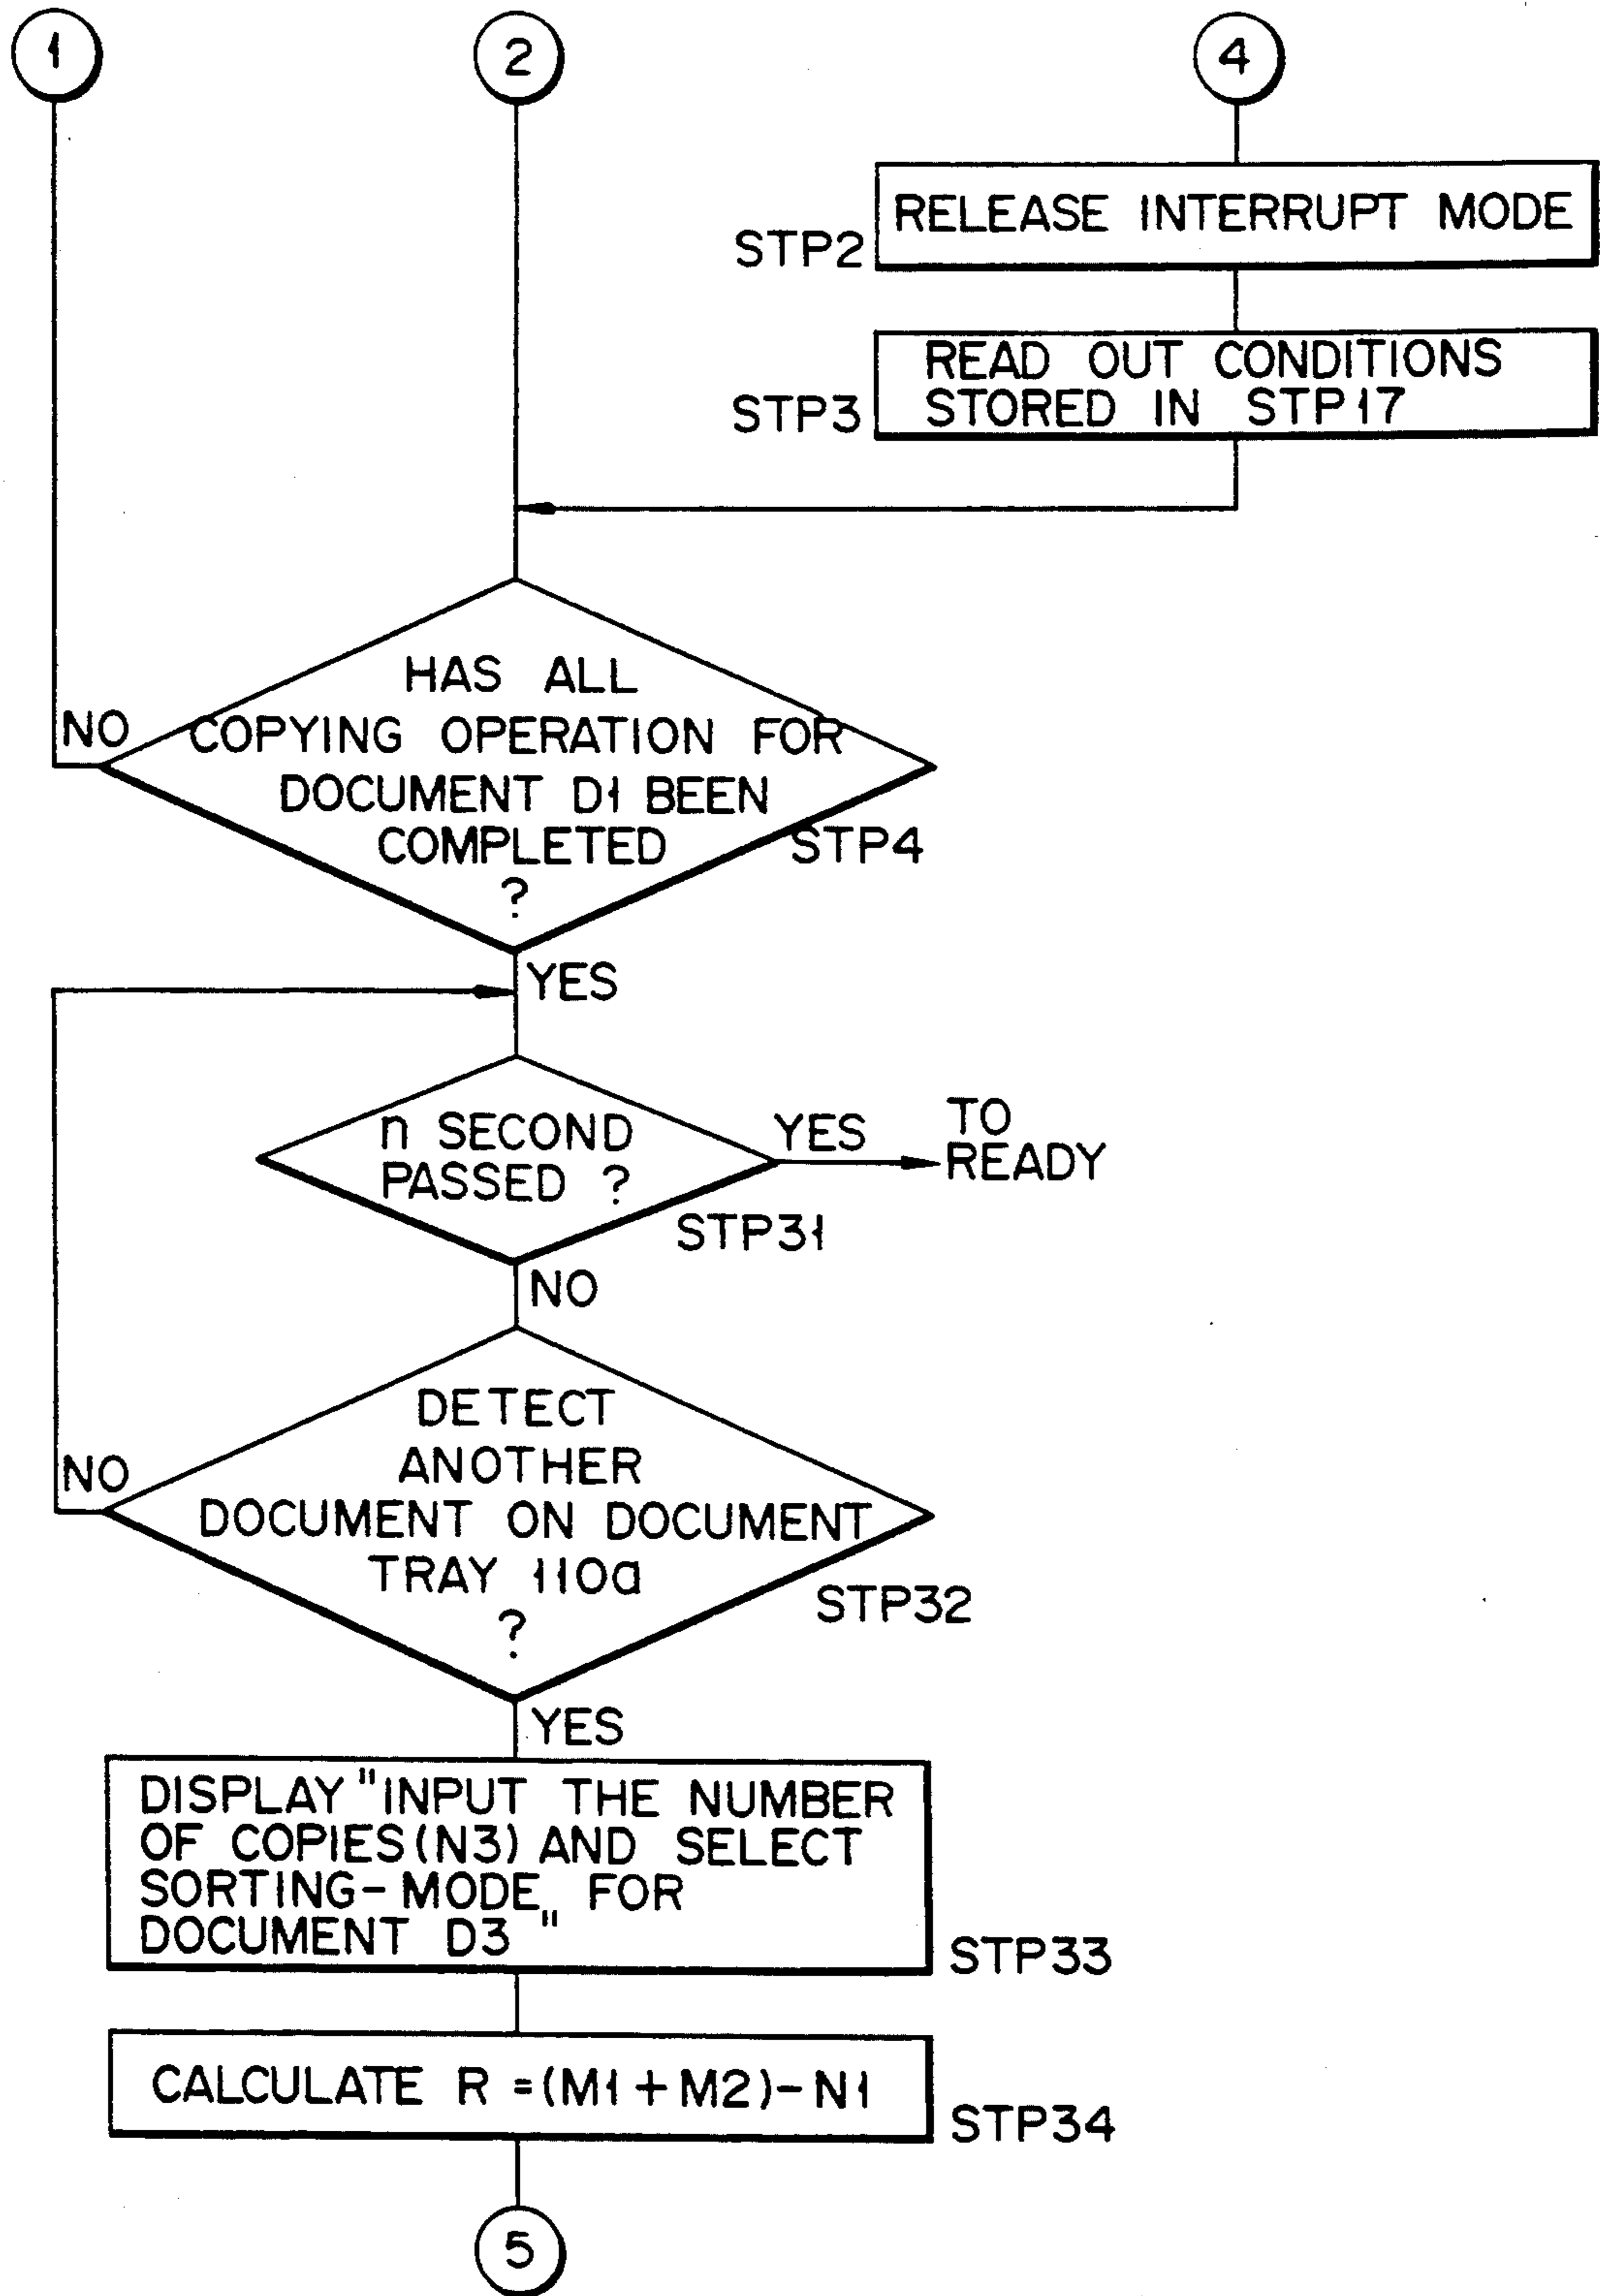 1
2
4
RELEASE INTERRUPT MODE
STP2
READ OUT CONDITIONS
STORED IN STP17
STP3
HAS ALL
COPYING OPERATION FOR
DOCUMENT D1 BEEN
COMPLETED
?
NO
STP4
YES
n SECOND
PASSED ?
YES
TO
READY
STP31
NO
DETECT
ANOTHER
DOCUMENT ON DOCUMENT
TRAY 110a
?
NO
STP32
YES
DISPLAY "INPUT THE NUMBER
OF COPIES(N3) AND SELECT
SORTING-MODE FOR
DOCUMENT D3"
STP33
CALCULATE R =(M1+M2)-N1
STP34
5